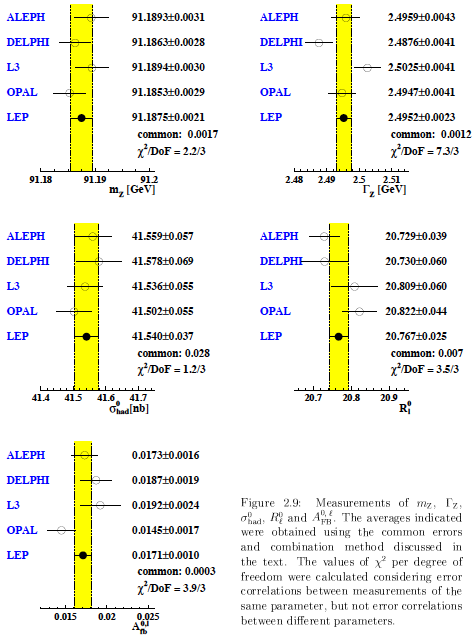 ALEPH 91.1893±0.0031
DELPHI 91.1863±0.0028
L3 91.1894±0.0030
OPAL 91.1853±0.0029
LEP 91.1875±0.0021
common: 0.0017
χ²/DoF = 2.2/3
91.18 91.19 91.2
m_Z [GeV]
ALEPH 2.4959±0.0043
DELPHI 2.4876±0.0041
L3 2.5025±0.0041
OPAL 2.4947±0.0041
LEP 2.4952±0.0023
common: 0.0012
χ²/DoF = 7.3/3
2.48 2.49 2.5 2.51
Γ_Z [GeV]
ALEPH 41.559±0.057
DELPHI 41.578±0.069
L3 41.536±0.055
OPAL 41.502±0.055
LEP 41.540±0.037
common: 0.028
χ²/DoF = 1.2/3
41.4 41.5 41.6 41.7
σ⁰_had [nb]
ALEPH 20.729±0.039
DELPHI 20.730±0.060
L3 20.809±0.060
OPAL 20.822±0.044
LEP 20.767±0.025
common: 0.007
χ²/DoF = 3.5/3
20.7 20.8 20.9
R⁰_l
ALEPH 0.0173±0.0016
DELPHI 0.0187±0.0019
L3 0.0192±0.0024
OPAL 0.0145±0.0017
LEP 0.0171±0.0010
common: 0.0003
χ²/DoF = 3.9/3
0.015 0.02 0.025
A^{0,l}_fb
Figure 2.9: Measurements of m_Z, Γ_Z,
σ⁰_had, R⁰_ℓ and A^{0,ℓ}_FB. The averages indicated
were obtained using the common errors
and combination method discussed in
the text. The values of χ² per degree of
freedom were calculated considering error
correlations between measurements of the
same parameter, but not error correlations
between different parameters.